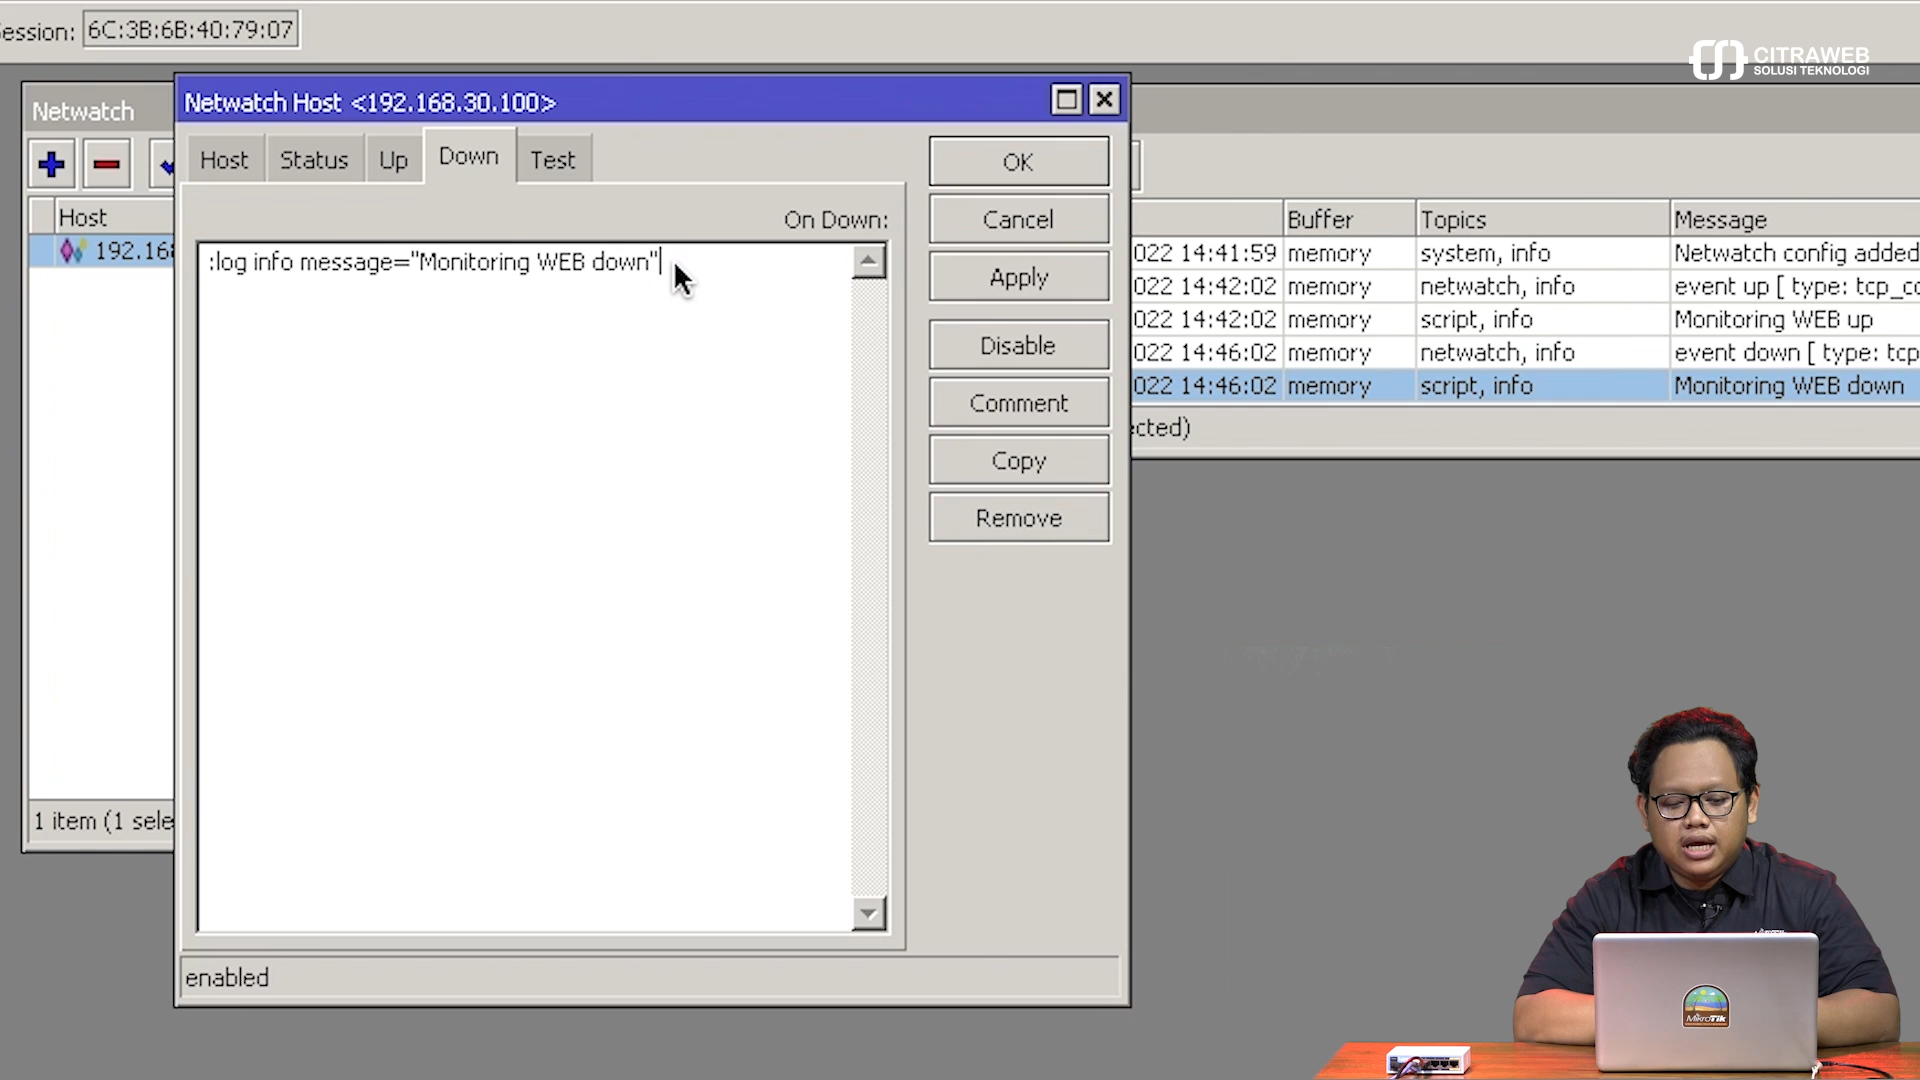 ession: 6C:3B:6B:40:79:07
CITRAWEB
SOLUSI TEKNOLOGI
Netwatch
Netwatch Host <192.168.30.100>
Host Status Up Down Test
OK
Cancel
Apply
Disable
Comment
Copy
Remove
On Down:
:log info message="Monitoring WEB down"
Host
192.168
1 item (1 sele
enabled
Buffer Topics Message
022 14:41:59 memory system, info Netwatch config added
022 14:42:02 memory netwatch, info event up [ type: tcp_co
022 14:42:02 memory script, info Monitoring WEB up
022 14:46:02 memory netwatch, info event down [ type: tcp
022 14:46:02 memory script, info Monitoring WEB down
cted)
MikroTik